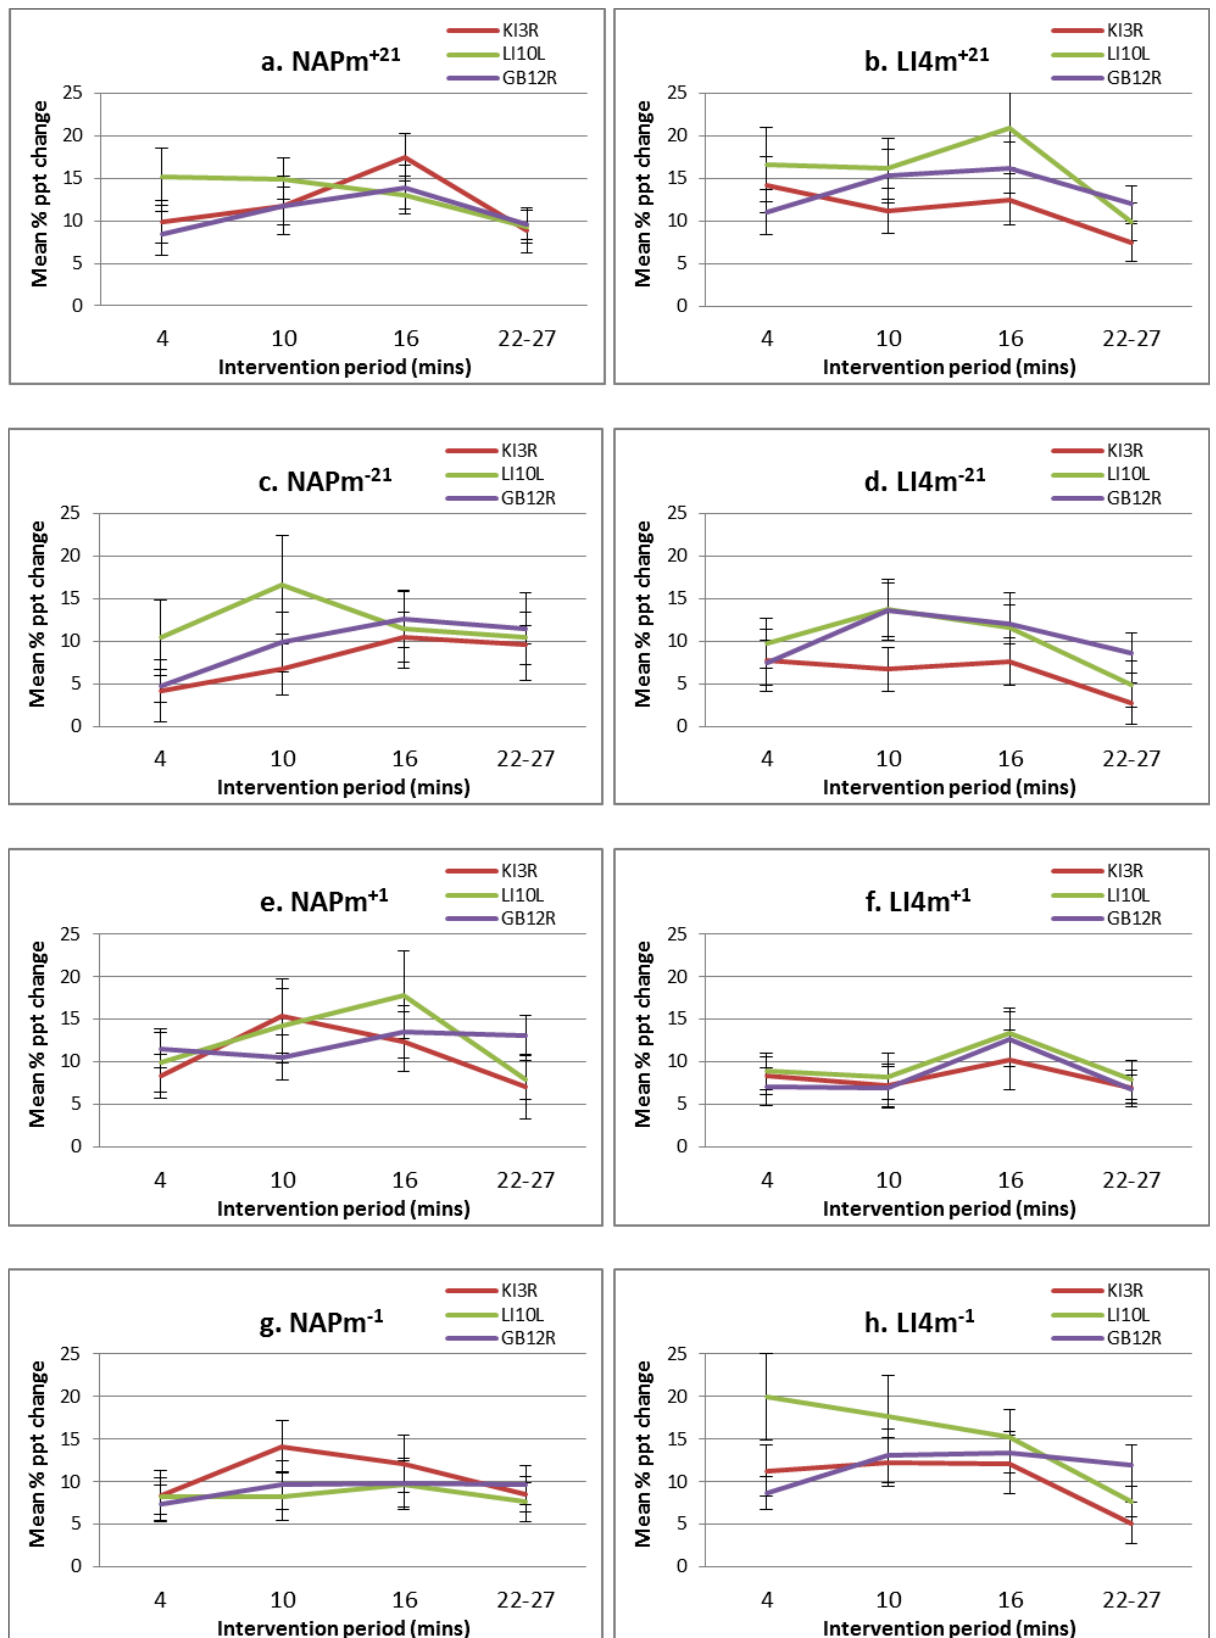 a. NAPm+21
KI3R
LI10L
GB12R
Mean % ppt change
25
20
15
10
5
0
4 10 16 22-27
Intervention period (mins)
b. LI4m+21
KI3R
LI10L
GB12R
Mean % ppt change
25
20
15
10
5
0
4 10 16 22-27
Intervention period (mins)
c. NAPm-21
KI3R
LI10L
GB12R
Mean % ppt change
25
20
15
10
5
0
4 10 16 22-27
Intervention period (mins)
d. LI4m-21
KI3R
LI10L
GB12R
Mean % ppt change
25
20
15
10
5
0
4 10 16 22-27
Intervention period (mins)
e. NAPm+1
KI3R
LI10L
GB12R
Mean % ppt change
25
20
15
10
5
0
4 10 16 22-27
Intervention period (mins)
f. LI4m+1
KI3R
LI10L
GB12R
Mean % ppt change
25
20
15
10
5
0
4 10 16 22-27
Intervention period (mins)
g. NAPm-1
KI3R
LI10L
GB12R
Mean % ppt change
25
20
15
10
5
0
4 10 16 22-27
Intervention period (mins)
h. LI4m-1
KI3R
LI10L
GB12R
Mean % ppt change
25
20
15
10
5
0
4 10 16 22-27
Intervention period (mins)